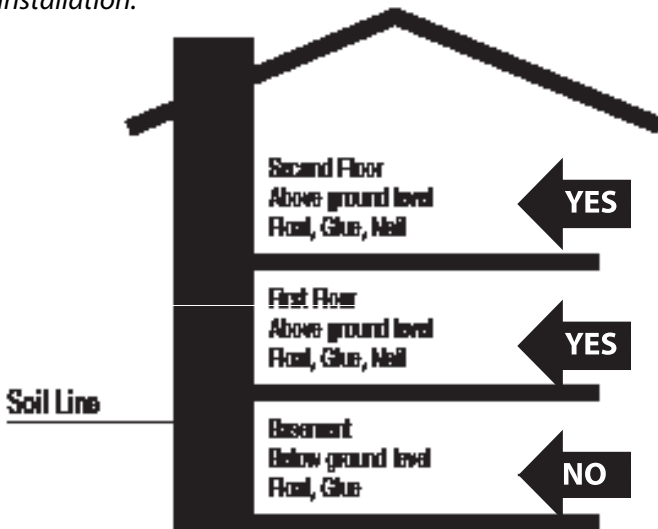 installation.
Second Floor
Above ground level
Float, Glue, Nail
YES
First Floor
Above ground level
Float, Glue, Nail
YES
Soil Line
Basement
Below ground level
Float, Glue
NO